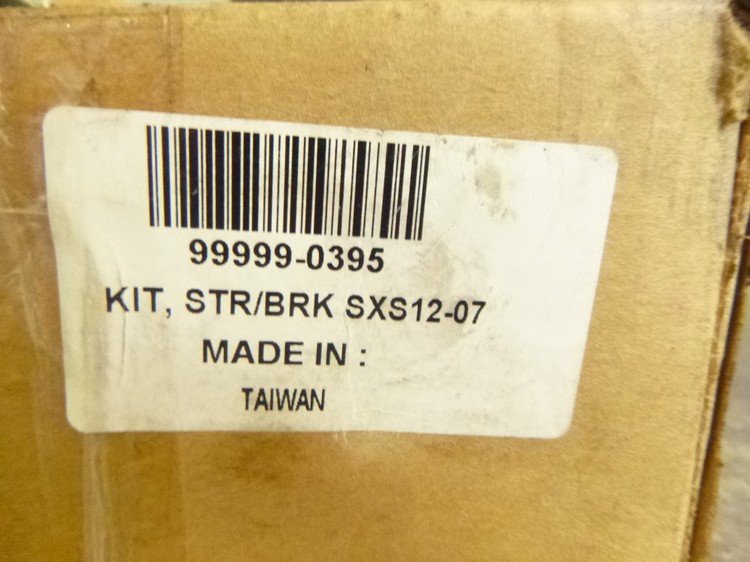 99999-0395
KIT, STR/BRK SXS12-07
MADE IN :
TAIWAN